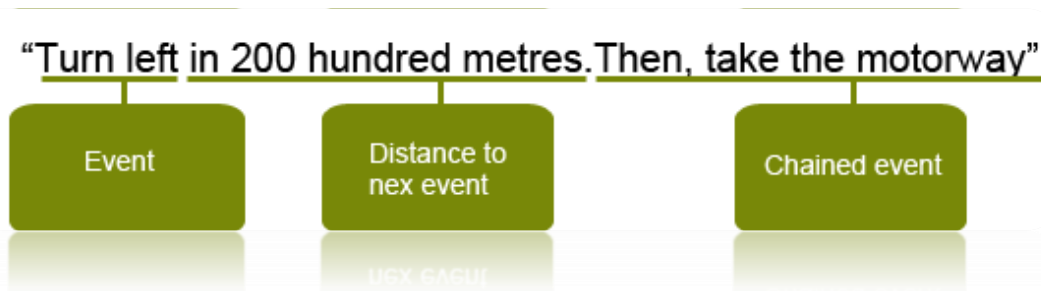 “Turn left in 200 hundred metres.Then, take the motorway”
Event
Distance to
nex event
Chained event